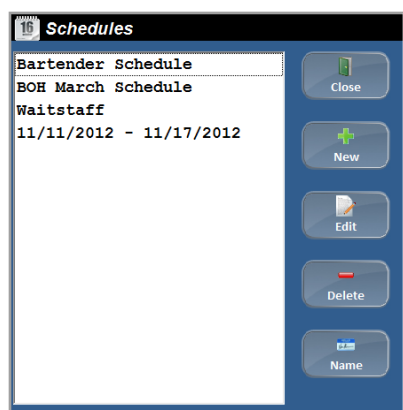 16 Schedules
Bartender Schedule
BOH March Schedule
Waitstaff
11/11/2012 - 11/17/2012
Close
New
Edit
Delete
Name